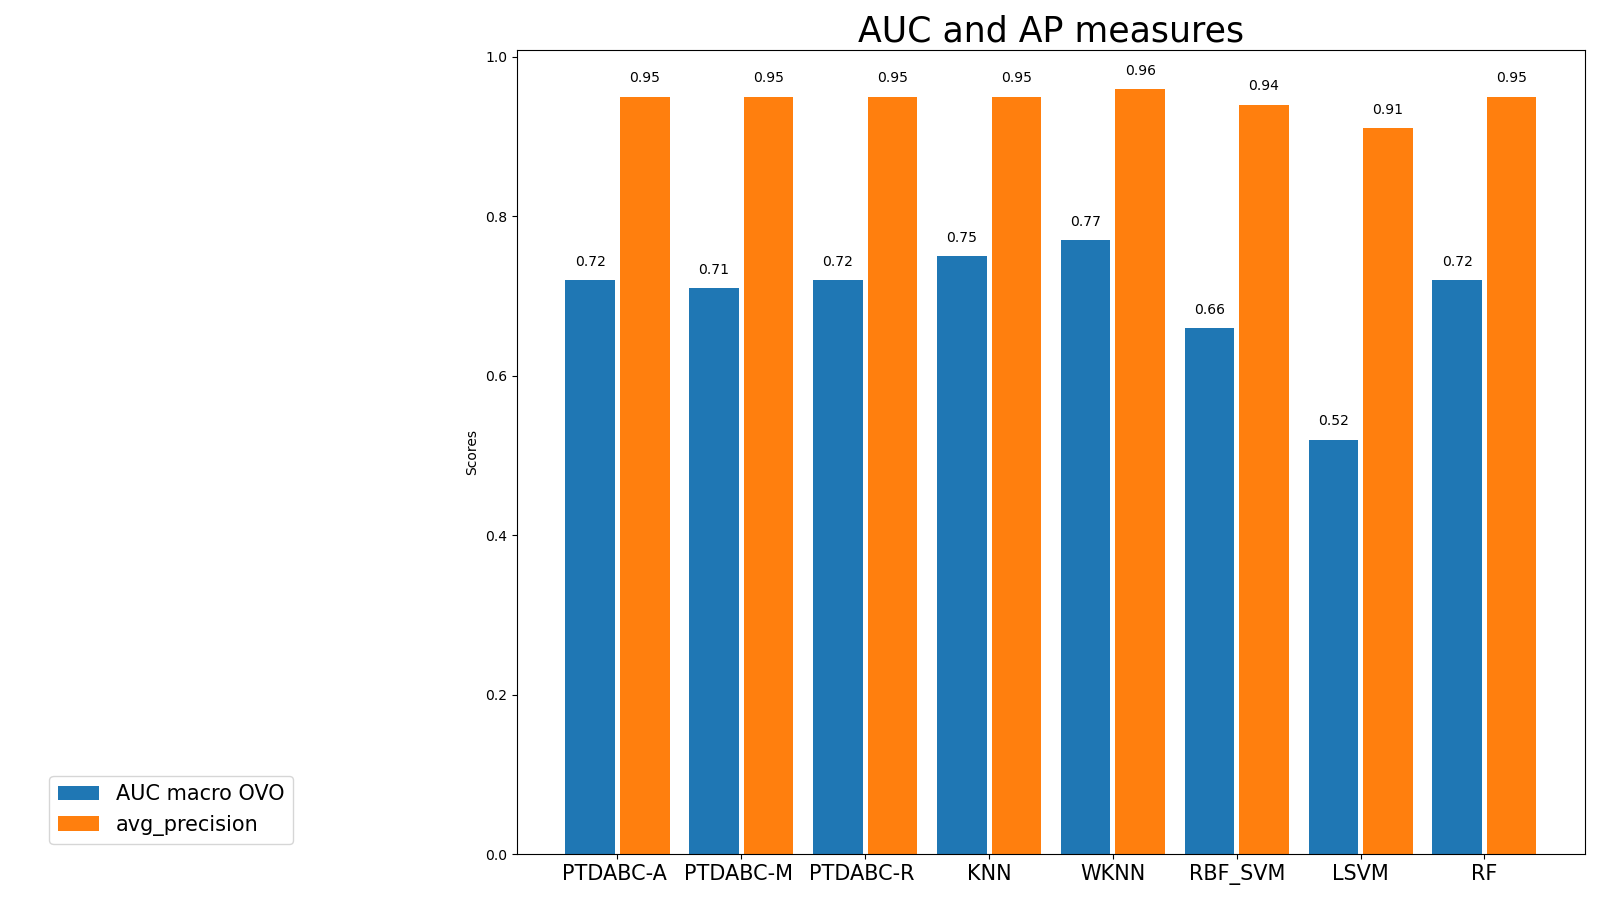 AUC and AP measures
1.0
0.8
0.6
0.4
0.2
0.0
Scores
0.72
0.95
0.71
0.95
0.72
0.95
0.75
0.95
0.77
0.96
0.66
0.94
0.52
0.91
0.72
0.95
PTDABC-A
PTDABC-M
PTDABC-R
KNN
WKNN
RBF_SVM
LSVM
RF
AUC macro OVO
avg_precision